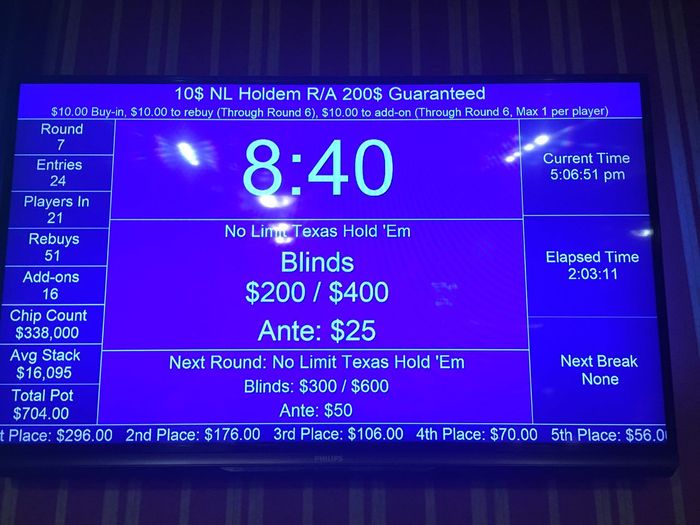 10$ NL Holdem R/A 200$ Guaranteed
$10.00 Buy-in, $10.00 to rebuy (Through Round 6), $10.00 to add-on (Through Round 6, Max 1 per player)
Round
7
Entries
24
Players In
21
Rebuys
51
Add-ons
16
Chip Count
$338,000
Avg Stack
$16,095
Total Pot
$704.00
8:40
No Limit Texas Hold 'Em
Blinds
$200 / $400
Ante: $25
Next Round: No Limit Texas Hold 'Em
Blinds: $300 / $600
Ante: $50
Current Time
5:06:51 pm
Elapsed Time
2:03:11
Next Break
None
t Place: $296.00 2nd Place: $176.00 3rd Place: $106.00 4th Place: $70.00 5th Place: $56.0
PHILIPS